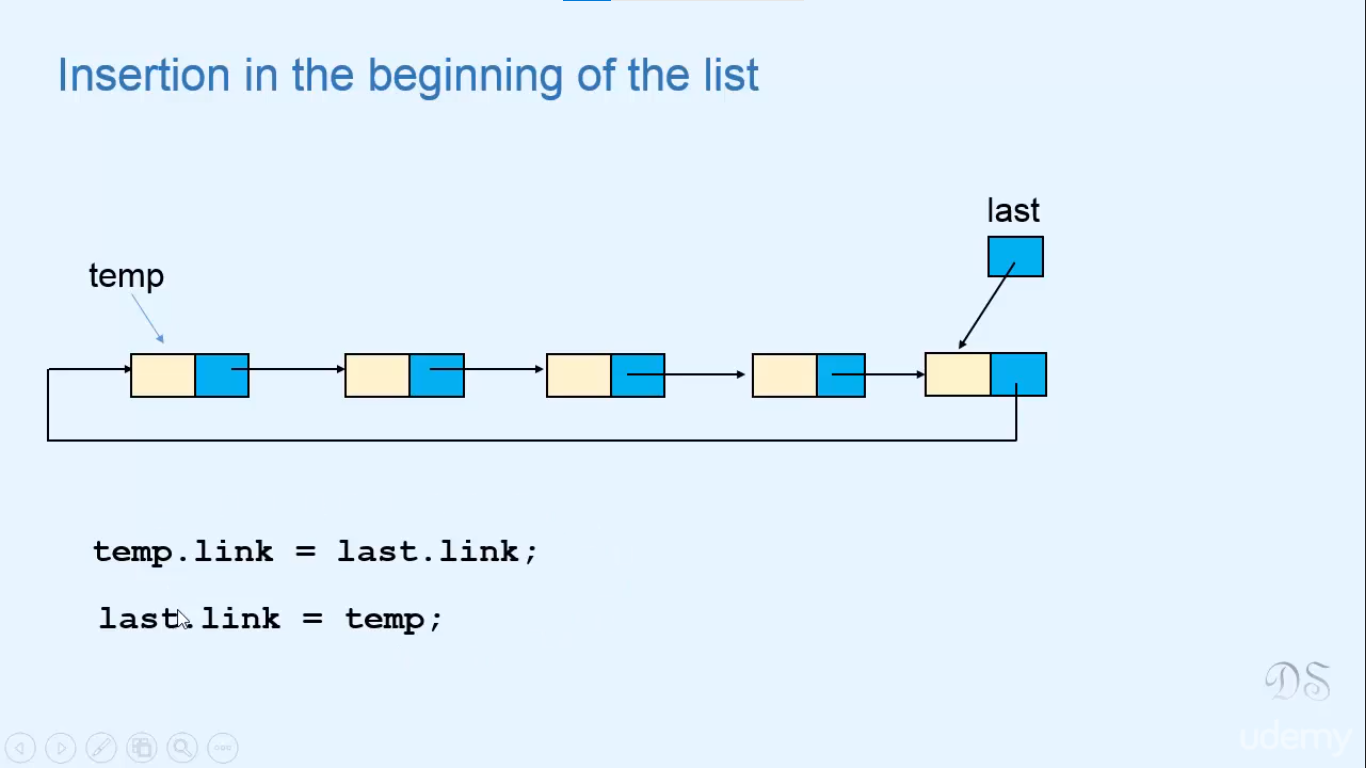 Insertion in the beginning of the list
last
temp
temp.link = last.link;
last.link = temp;
DS
udemy